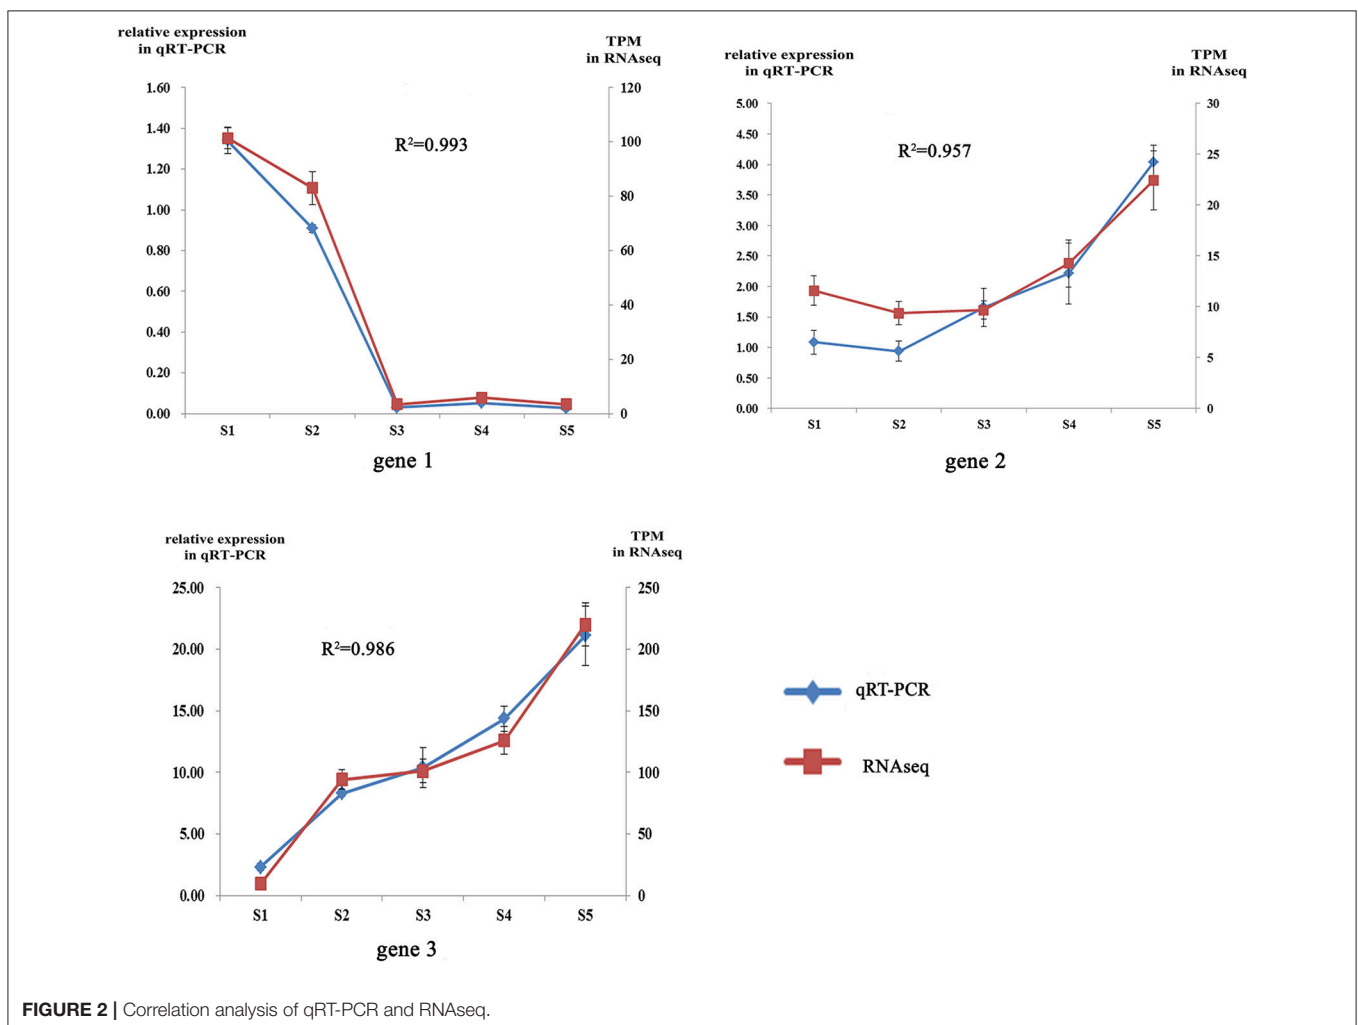 relative expression
in qRT-PCR
TPM
in RNAseq
1.60
1.40
1.20
1.00
0.80
0.60
0.40
0.20
0.00
120
100
80
60
40
20
0
R²=0.993
S1 S2 S3 S4 S5
gene 1
relative expression
in qRT-PCR
TPM
in RNAseq
5.00
4.50
4.00
3.50
3.00
2.50
2.00
1.50
1.00
0.50
0.00
30
25
20
15
10
5
0
R²=0.957
S1 S2 S3 S4 S5
gene 2
relative expression
in qRT-PCR
TPM
in RNAseq
25.00
20.00
15.00
10.00
5.00
0.00
250
200
150
100
50
0
R²=0.986
S1 S2 S3 S4 S5
gene 3
qRT-PCR
RNAseq
FIGURE 2 | Correlation analysis of qRT-PCR and RNAseq.